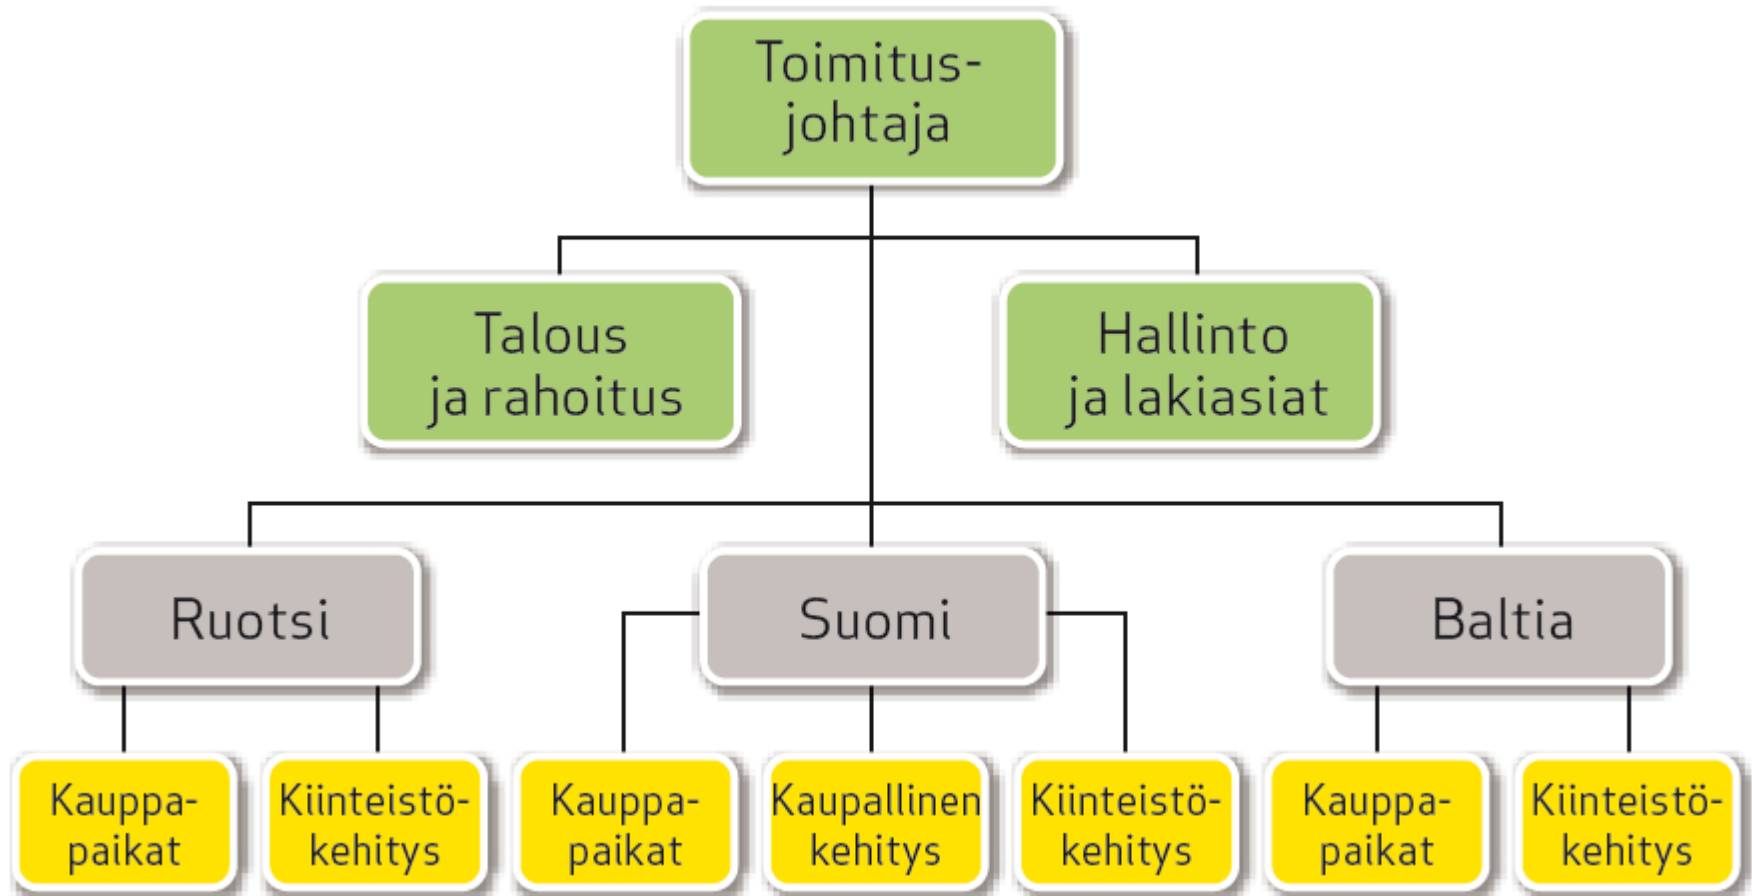 Toimitus-
johtaja
Talous
ja rahoitus
Hallinto
ja lakiasiat
Ruotsi
Suomi
Baltia
Kauppa-
paikat
Kiinteistö-
kehitys
Kauppa-
paikat
Kaupallinen
kehitys
Kiinteistö-
kehitys
Kauppa-
paikat
Kiinteistö-
kehitys